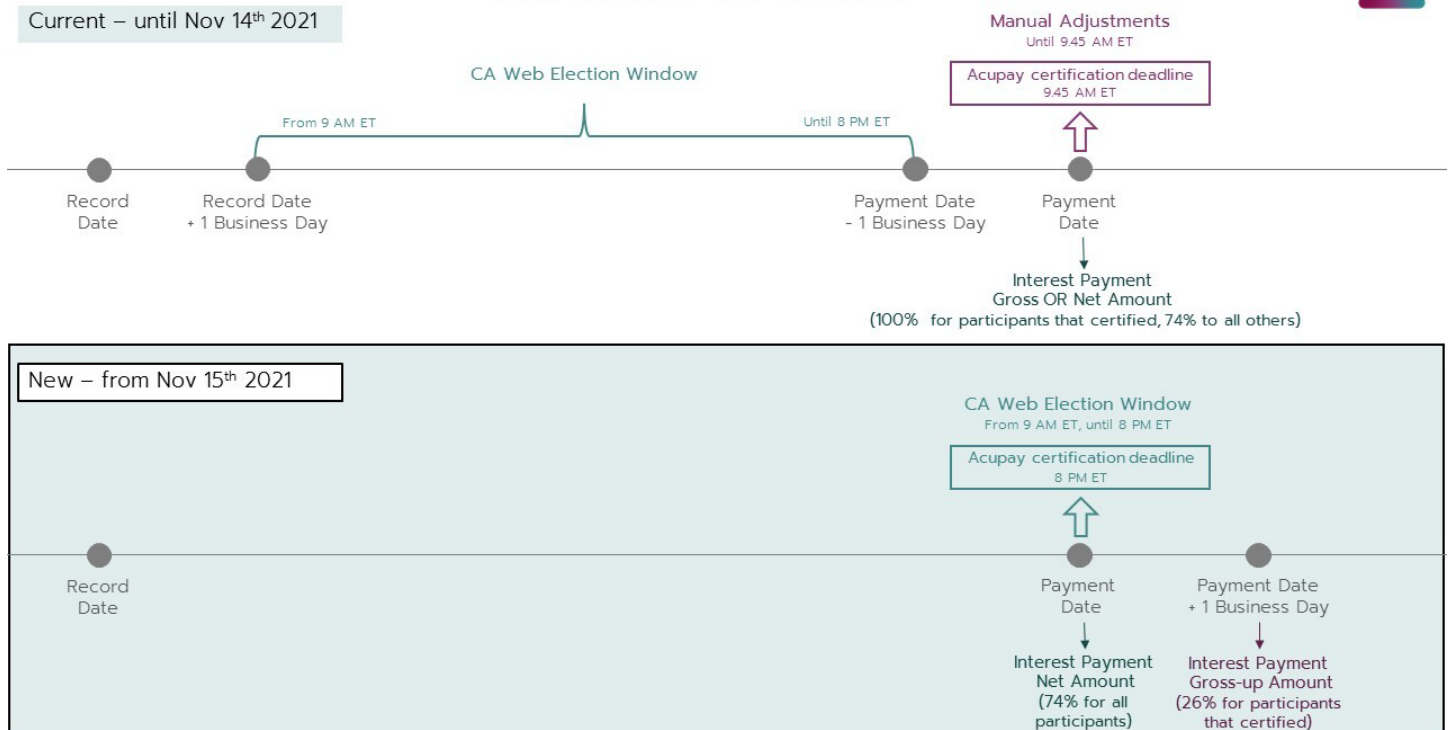 Current – until Nov 14th 2021
Manual Adjustments
Until 9.45 AM ET
CA Web Election Window
Acupay certification deadline
9.45 AM ET
From 9 AM ET
Until 8 PM ET
Record
Date
Record Date
+ 1 Business Day
Payment Date
- 1 Business Day
Payment
Date
Interest Payment
Gross OR Net Amount
(100% for participants that certified, 74% to all others)
New – from Nov 15th 2021
CA Web Election Window
From 9 AM ET, until 8 PM ET
Acupay certification deadline
8 PM ET
Record
Date
Payment
Date
Payment Date
+ 1 Business Day
Interest Payment
Net Amount
(74% for all
participants)
Interest Payment
Gross-up Amount
(26% for participants
that certified)